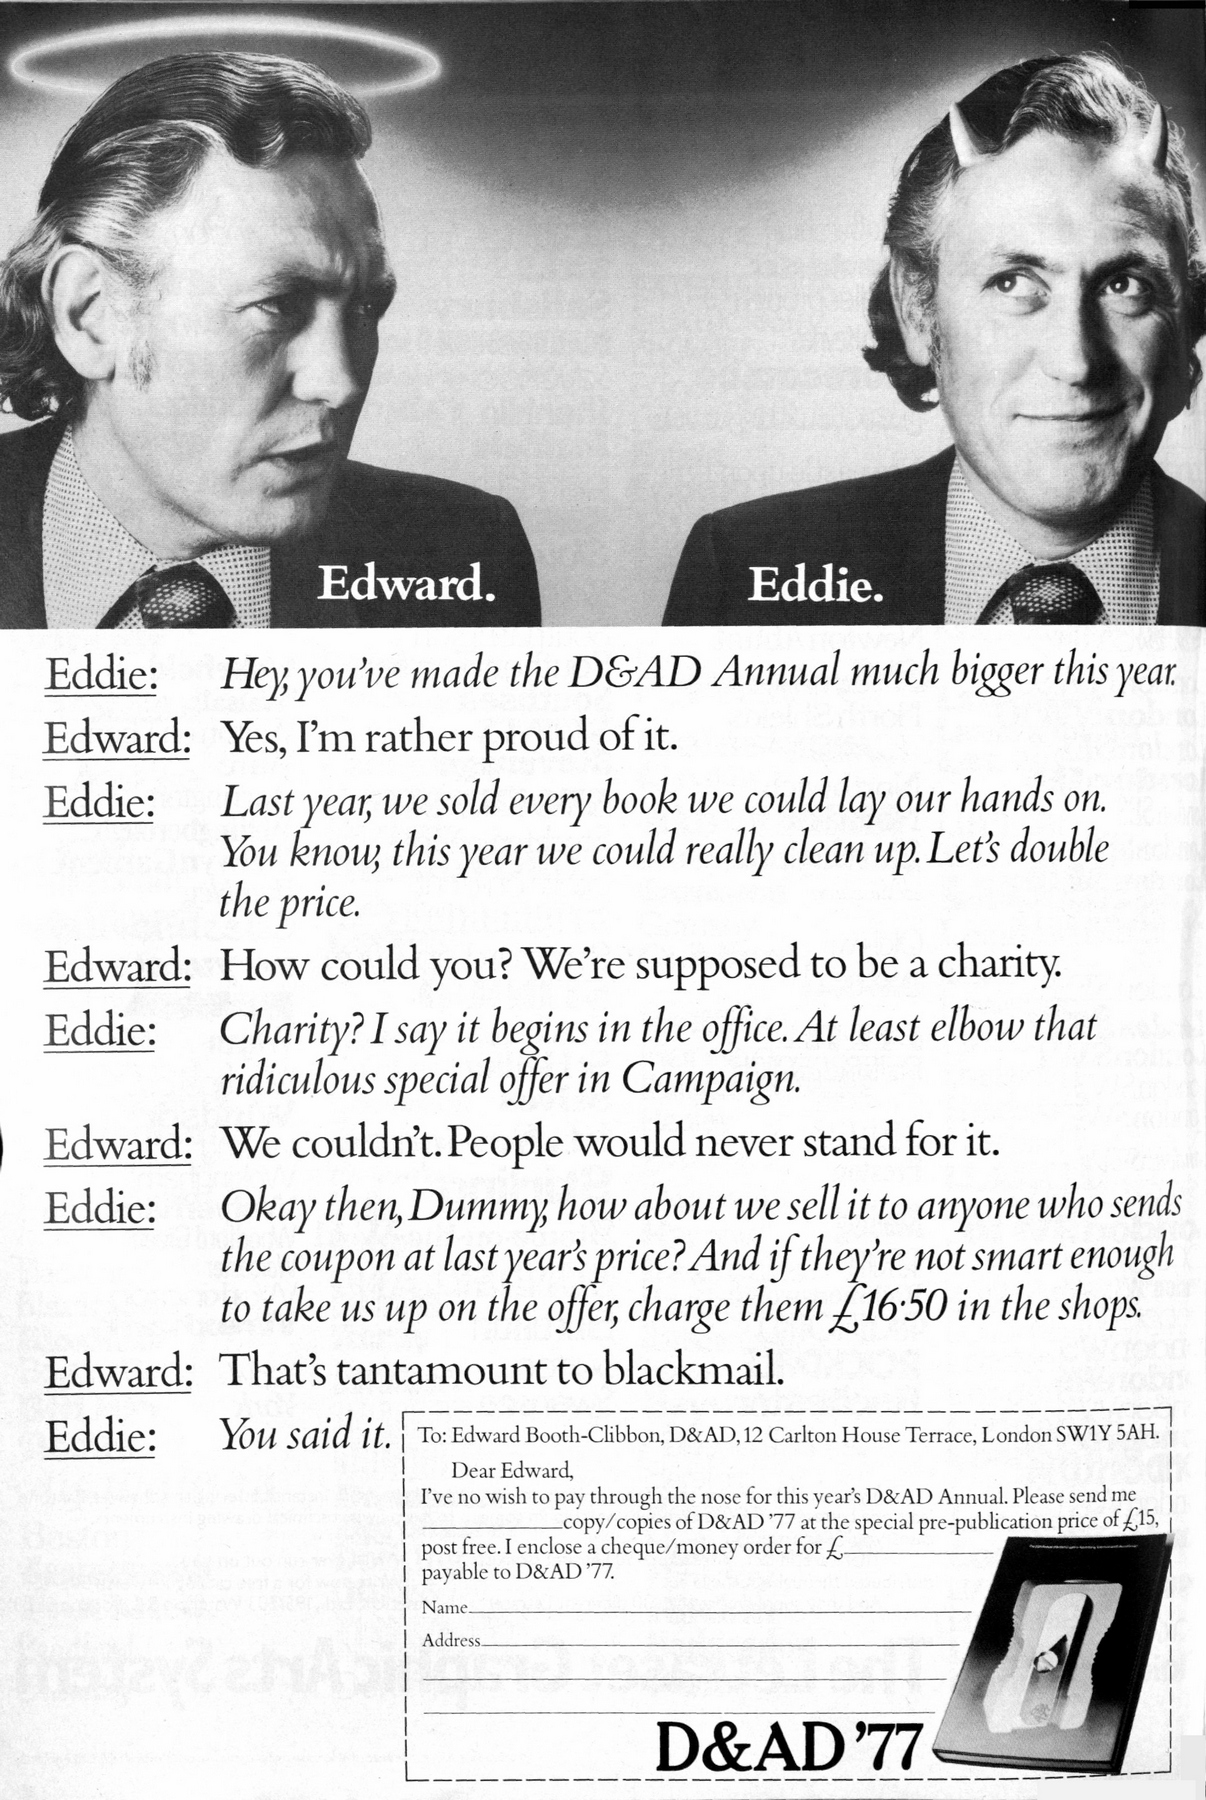 Edward.
Eddie.
Eddie: Hey, you've made the D&AD Annual much bigger this year.
Edward: Yes, I'm rather proud of it.
Eddie: Last year, we sold every book we could lay our hands on.
You know, this year we could really clean up. Let's double
the price.
Edward: How could you? We're supposed to be a charity.
Eddie: Charity? I say it begins in the office. At least elbow that
ridiculous special offer in Campaign.
Edward: We couldn't. People would never stand for it.
Eddie: Okay then, Dummy, how about we sell it to anyone who sends
the coupon at last year's price? And if they're not smart enough
to take us up on the offer, charge them £16·50 in the shops.
Edward: That's tantamount to blackmail.
Eddie: You said it.
To: Edward Booth-Clibbon, D&AD, 12 Carlton House Terrace, London SW1Y 5AH.
Dear Edward,
I've no wish to pay through the nose for this year's D&AD Annual. Please send me
copy/copies of D&AD '77 at the special pre-publication price of £15,
post free. I enclose a cheque/money order for £
payable to D&AD '77.
Name
Address
D&AD '77